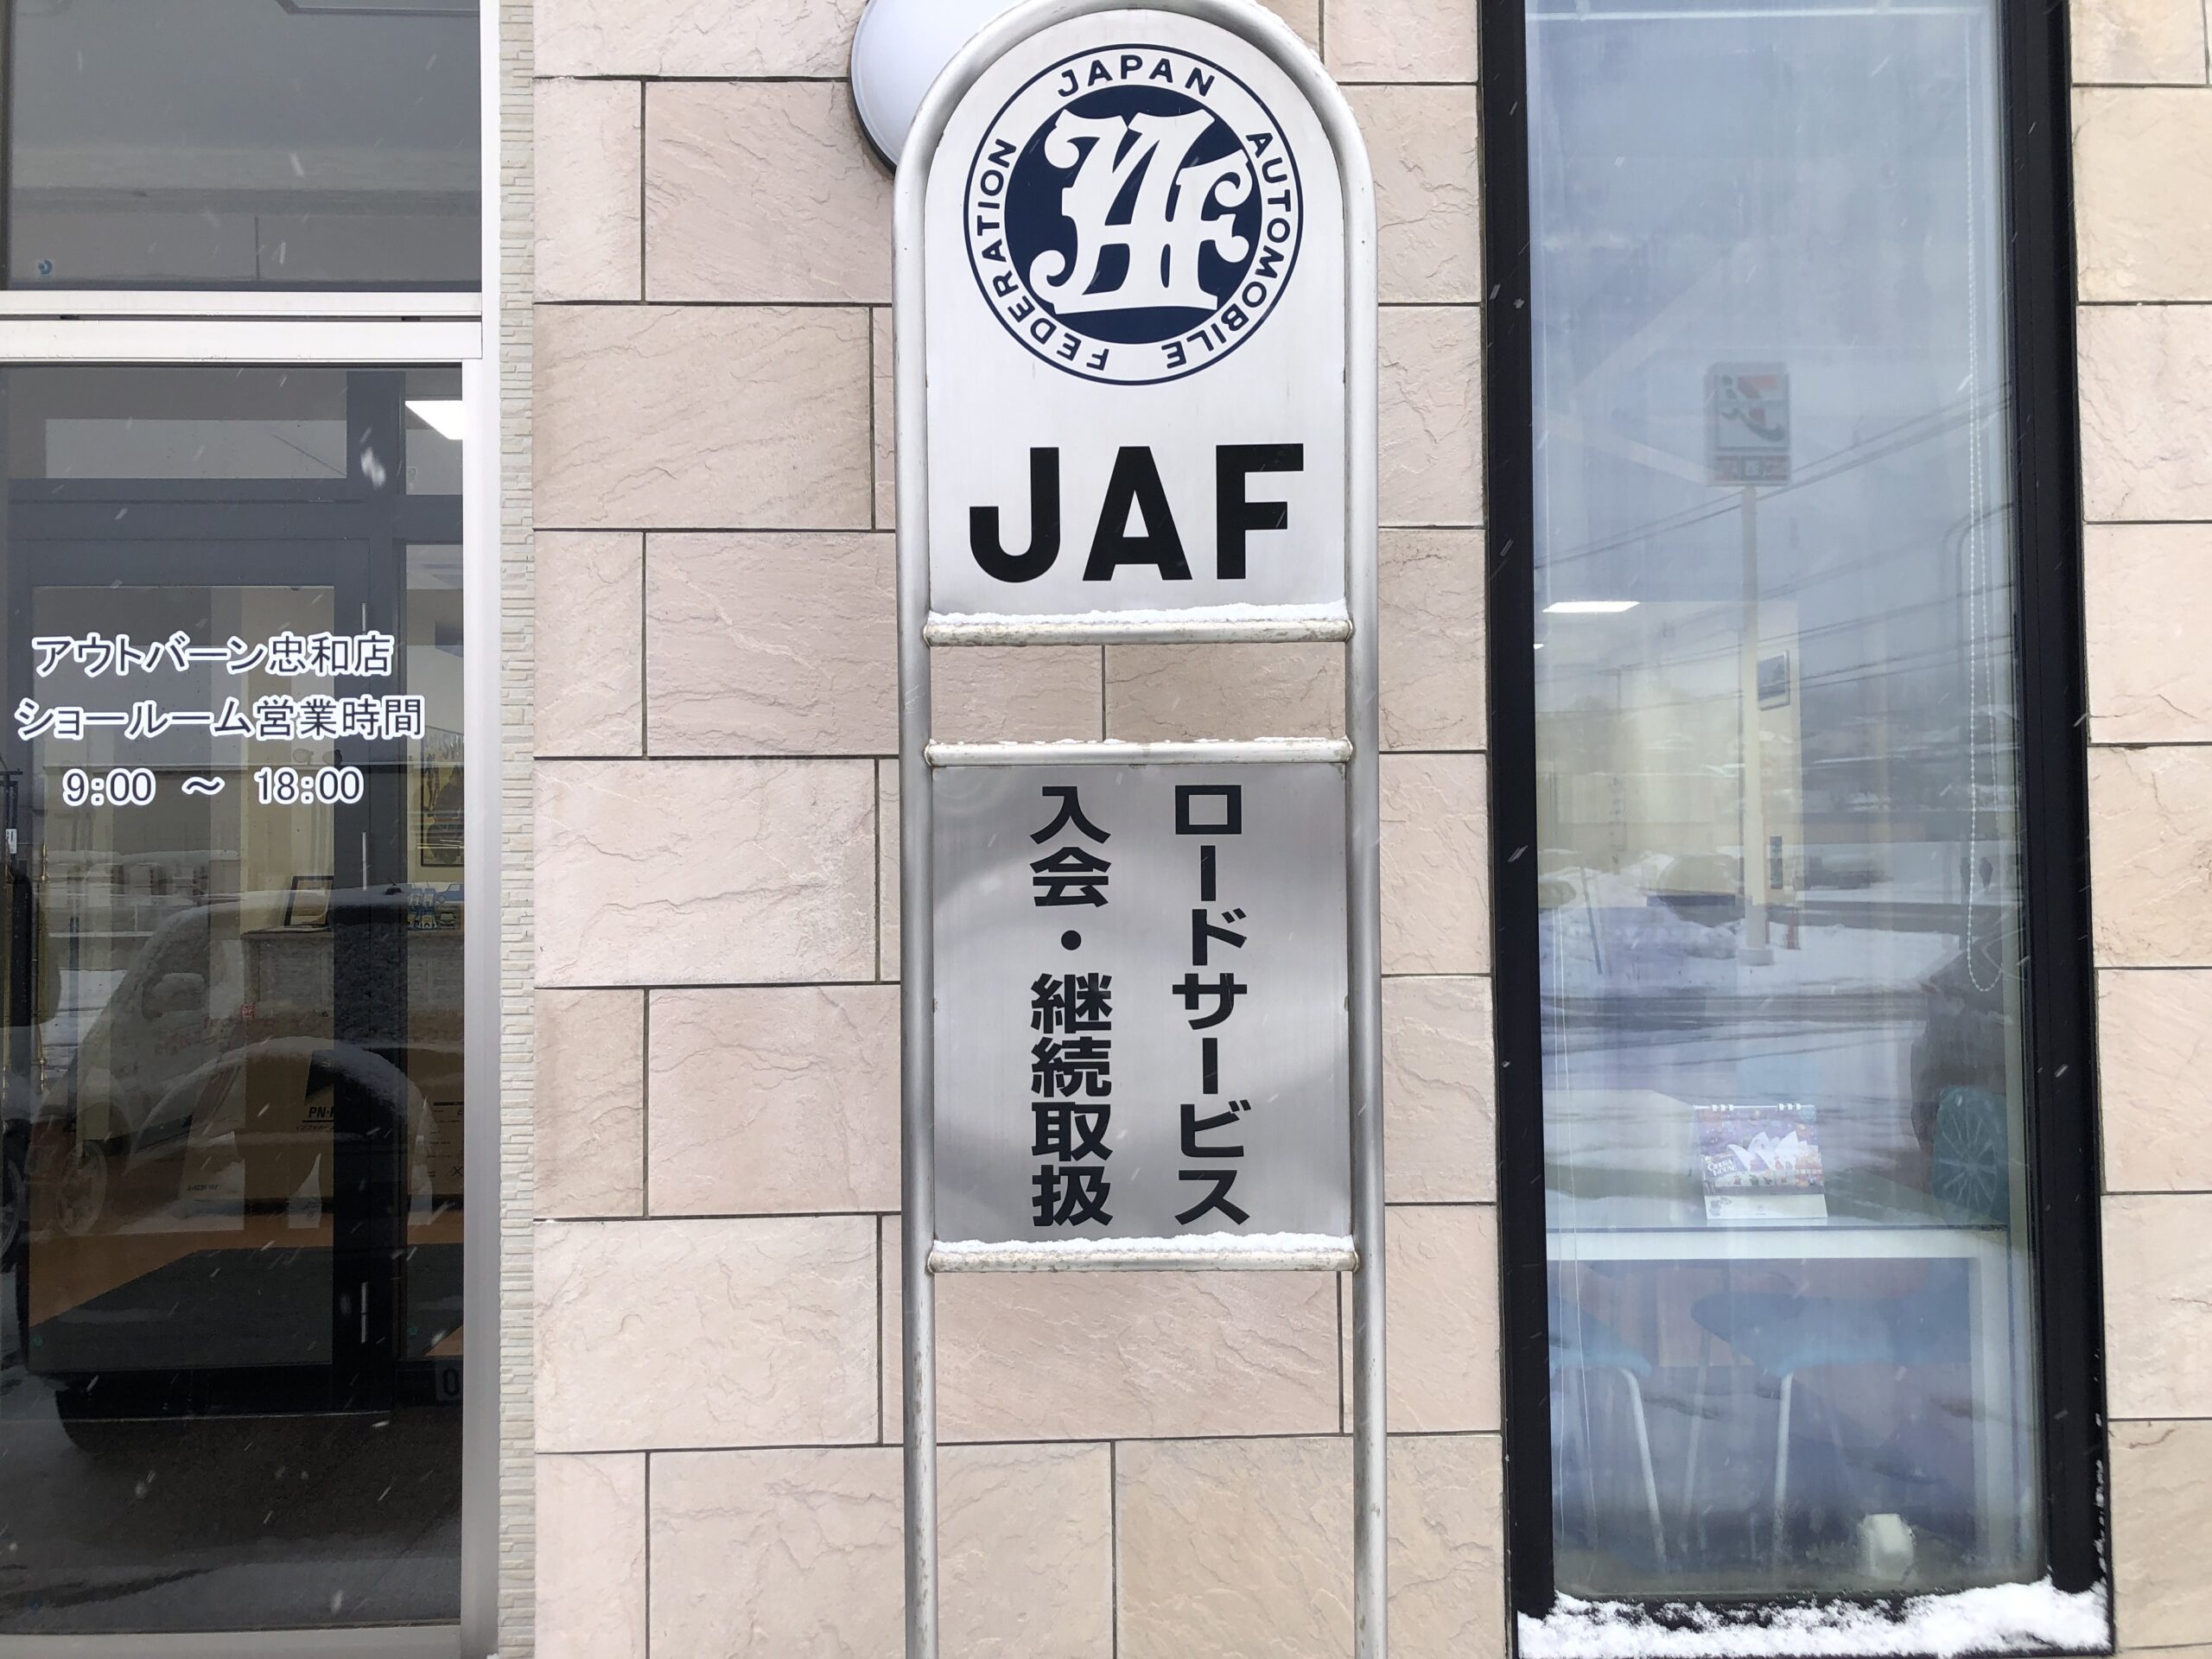 アウトバーン忠和店
ショールーム営業時間
9:00 ～ 18:00
JAPAN AUTOMOBILE FEDERATION
JAF
JAF
ロードサービス
入会・継続取扱